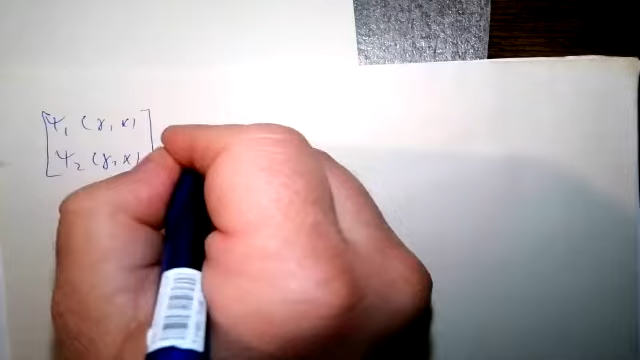 [ψ₁ (γ, x)
ψ₂ (γ, x)]